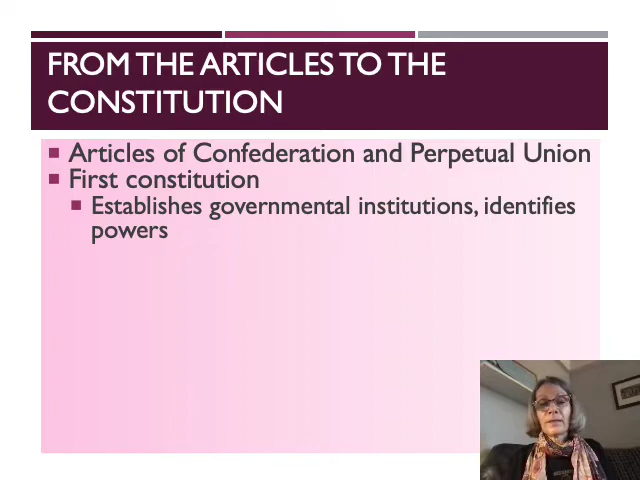 FROM THE ARTICLES TO THE
CONSTITUTION
Articles of Confederation and Perpetual Union
First constitution
Establishes governmental institutions, identifies
powers